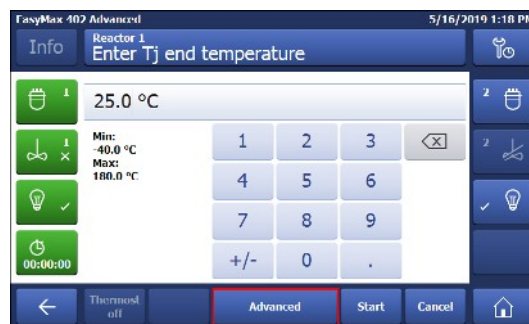 EasyMax 402 Advanced 5/16/2019 1:18 PM
Info
Reactor 1
Enter Tj end temperature
1
25.0 °C
2
1
Min:
-40.0 °C
Max:
180.0 °C
1 2 3
2
4 5 6
7 8 9
00:00:00
+/- 0 .
Thermost
off
Advanced
Start
Cancel